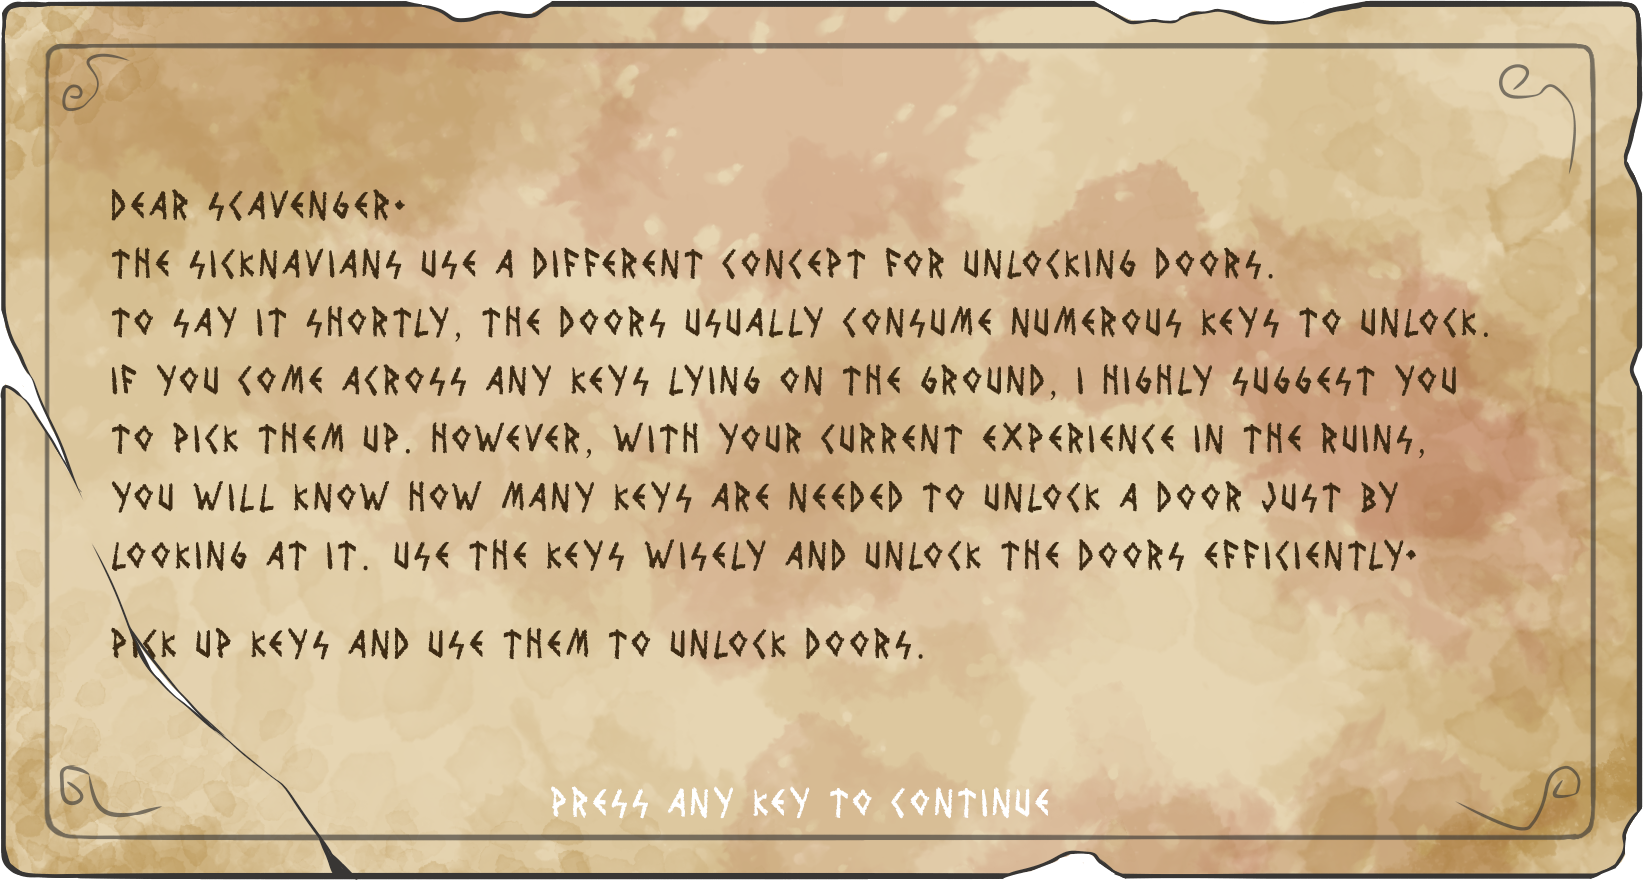 DEAR SCAVENGER·
THE SICKNAVIANS USE A DIFFERENT CONCEPT FOR UNLOCKING DOORS.
TO SAY IT SHORTLY, THE DOORS USUALLY CONSUME NUMEROUS KEYS TO UNLOCK.
IF YOU COME ACROSS ANY KEYS LYING ON THE GROUND, I HIGHLY SUGGEST YOU
TO PICK THEM UP. HOWEVER, WITH YOUR CURRENT EXPERIENCE IN THE RUINS,
YOU WILL KNOW HOW MANY KEYS ARE NEEDED TO UNLOCK A DOOR JUST BY
LOOKING AT IT. USE THE KEYS WISELY AND UNLOCK THE DOORS EFFICIENTLY·
PICK UP KEYS AND USE THEM TO UNLOCK DOORS.
PRESS ANY KEY TO CONTINUE